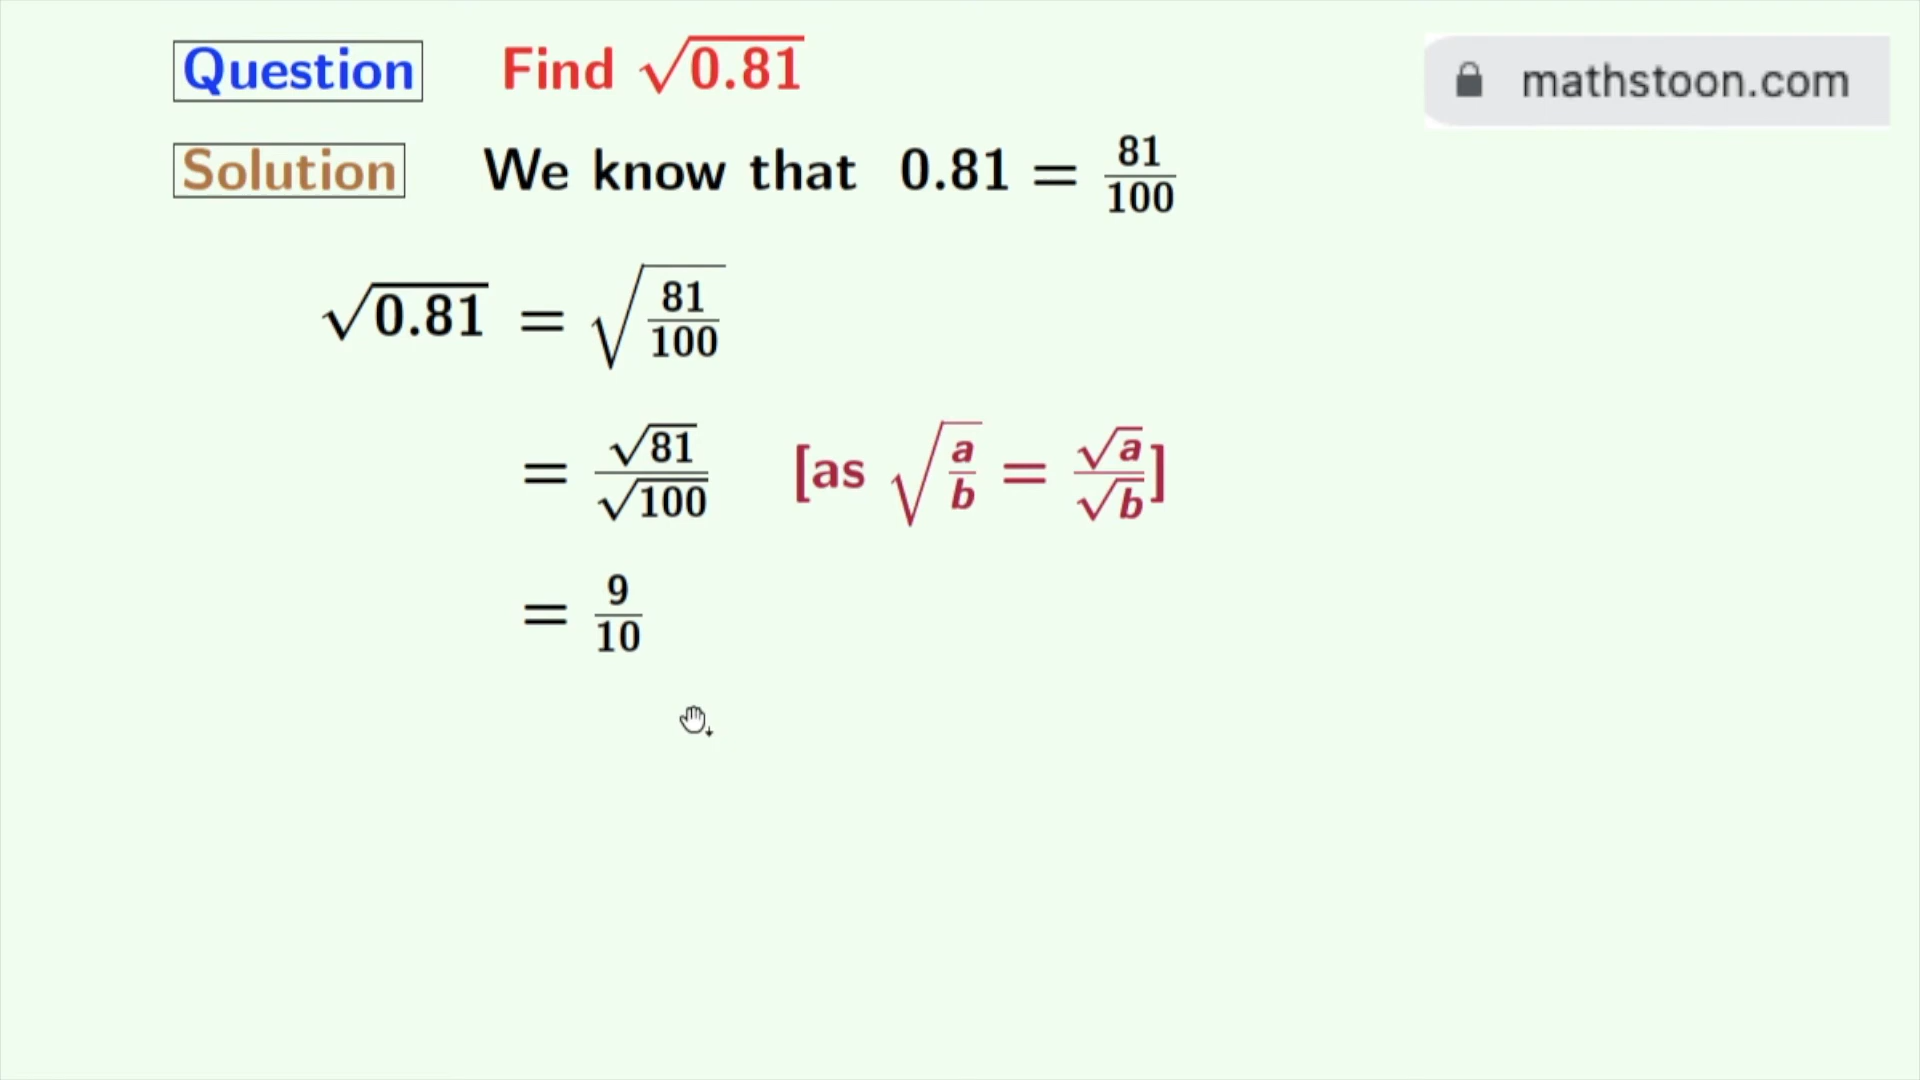 Question Find √0.81
mathstoon.com
Solution We know that 0.81 = 81/100
√0.81 = √(81/100)
= √81/√100 [as √(a/b) = √a/√b]
= 9/10